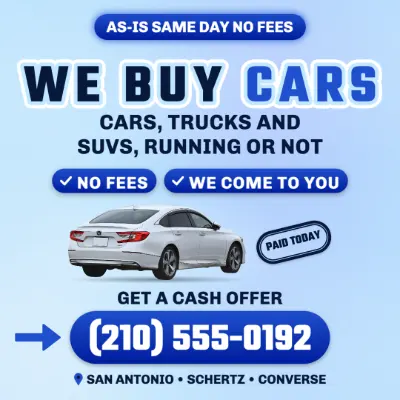 AS-IS SAME DAY NO FEES
WE BUY CARS
CARS, TRUCKS AND
SUVS, RUNNING OR NOT
NO FEES
WE COME TO YOU
PAID TODAY
GET A CASH OFFER
(210) 555-0192
SAN ANTONIO • SCHERTZ • CONVERSE